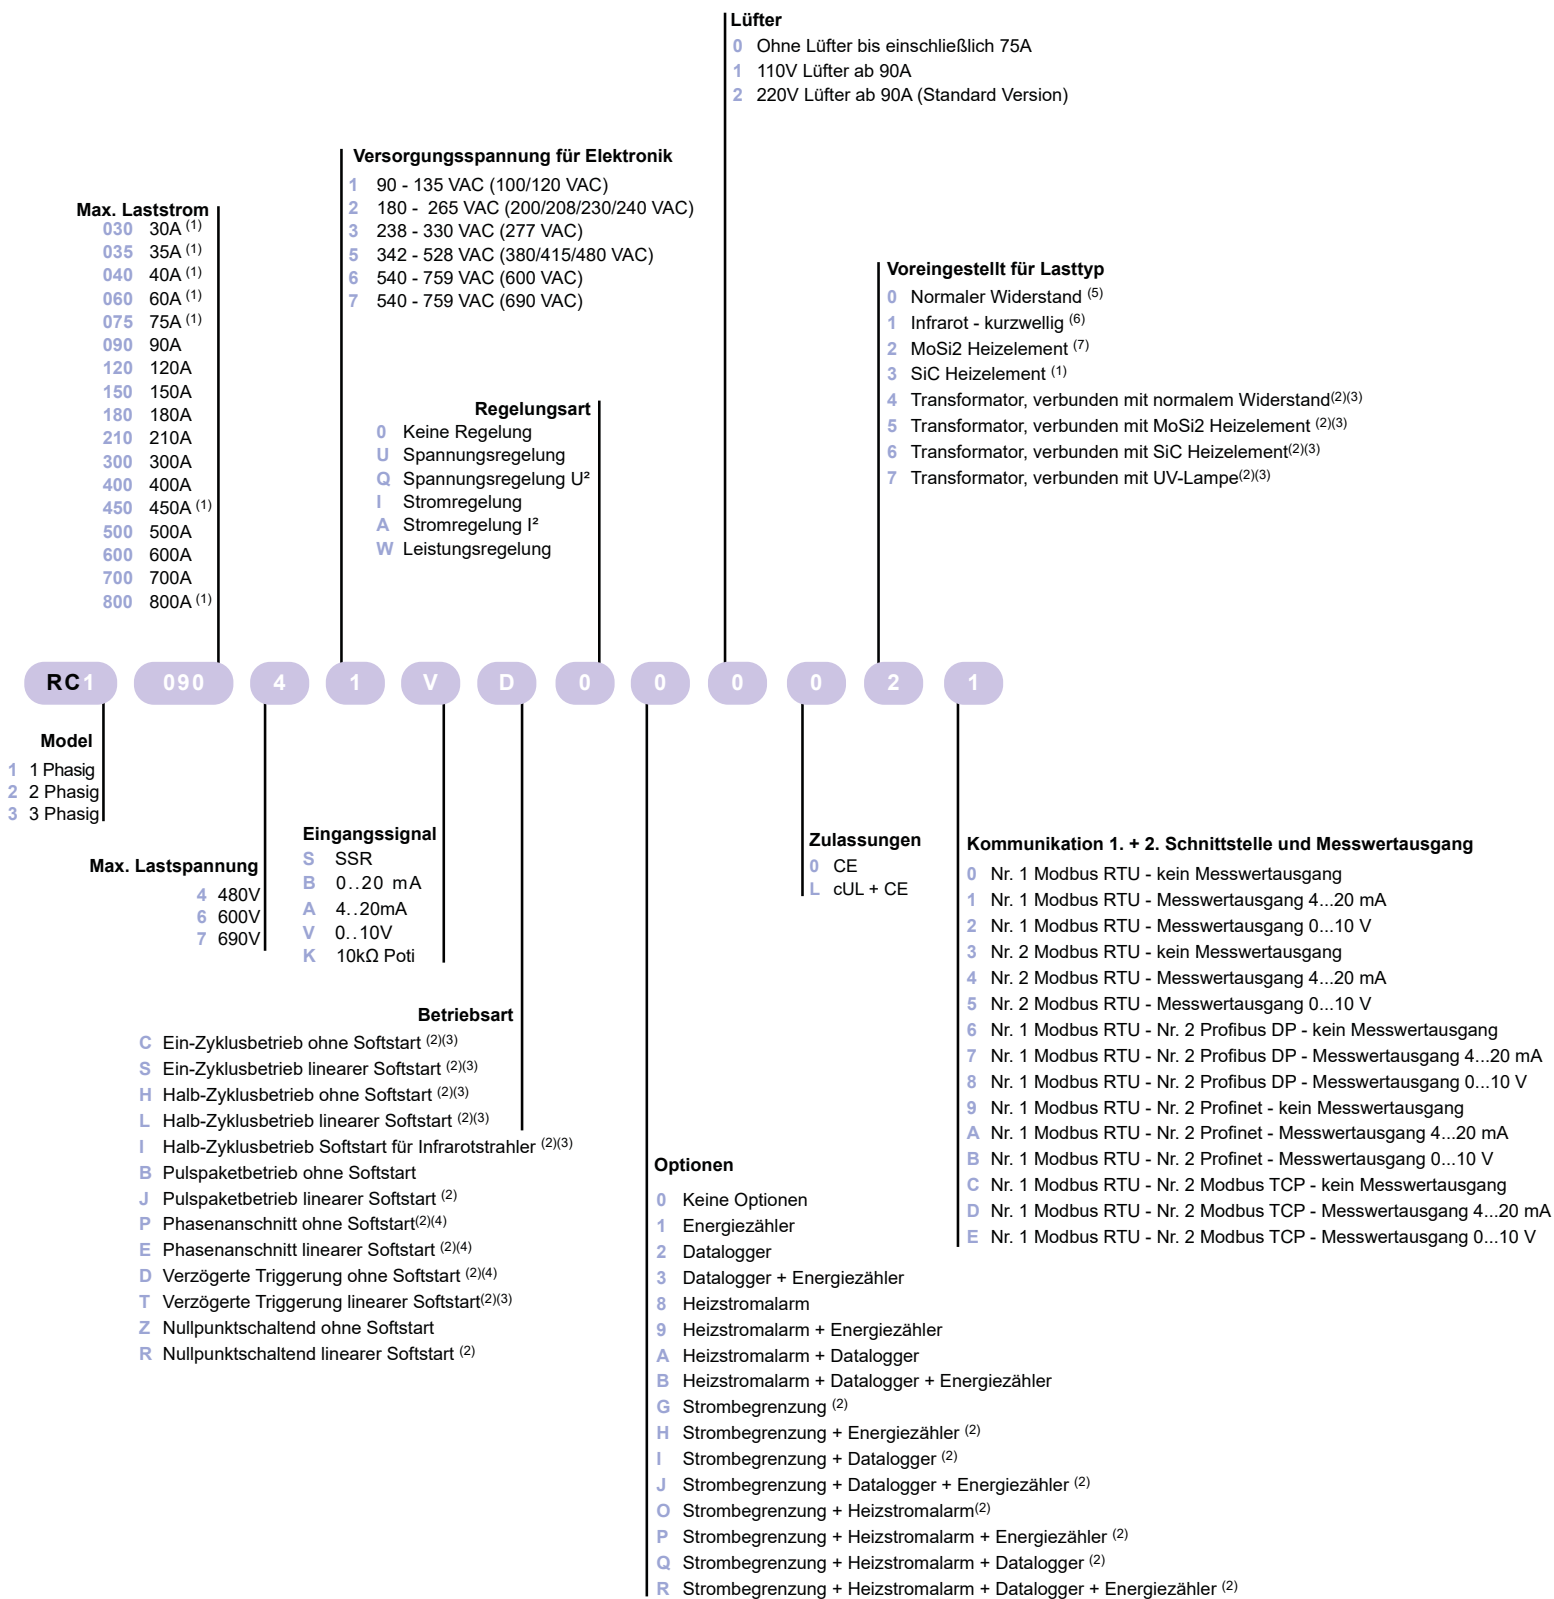 Lüfter
0 Ohne Lüfter bis einschließlich 75A
1 110V Lüfter ab 90A
2 220V Lüfter ab 90A (Standard Version)
Versorgungsspannung für Elektronik
1 90 - 135 VAC (100/120 VAC)
2 180 - 265 VAC (200/208/230/240 VAC)
3 238 - 330 VAC (277 VAC)
5 342 - 528 VAC (380/415/480 VAC)
6 540 - 759 VAC (600 VAC)
7 540 - 759 VAC (690 VAC)
Max. Laststrom
030 30A (1)
035 35A (1)
040 40A (1)
060 60A (1)
075 75A (1)
090 90A
120 120A
150 150A
180 180A
210 210A
300 300A
400 400A
450 450A (1)
500 500A
600 600A
700 700A
800 800A (1)
Voreingestellt für Lasttyp
0 Normaler Widerstand (5)
1 Infrarot - kurzwellig (6)
2 MoSi2 Heizelement (7)
3 SiC Heizelement (1)
4 Transformator, verbunden mit normalem Widerstand(2)(3)
5 Transformator, verbunden mit MoSi2 Heizelement (2)(3)
6 Transformator, verbunden mit SiC Heizelement(2)(3)
7 Transformator, verbunden mit UV-Lampe(2)(3)
Regelungsart
0 Keine Regelung
U Spannungsregelung
Q Spannungsregelung U²
I Stromregelung
A Stromregelung I²
W Leistungsregelung
RC1 090 4 1 V D 0 0 0 0 2 1
Model
1 1 Phasig
2 2 Phasig
3 3 Phasig
Max. Lastspannung
4 480V
6 600V
7 690V
Eingangssignal
S SSR
B 0..20 mA
A 4..20mA
V 0..10V
K 10kΩ Poti
Zulassungen
0 CE
L cUL + CE
Kommunikation 1. + 2. Schnittstelle und Messwertausgang
0 Nr. 1 Modbus RTU - kein Messwertausgang
1 Nr. 1 Modbus RTU - Messwertausgang 4...20 mA
2 Nr. 1 Modbus RTU - Messwertausgang 0...10 V
3 Nr. 2 Modbus RTU - kein Messwertausgang
4 Nr. 2 Modbus RTU - Messwertausgang 4...20 mA
5 Nr. 2 Modbus RTU - Messwertausgang 0...10 V
6 Nr. 1 Modbus RTU - Nr. 2 Profibus DP - kein Messwertausgang
7 Nr. 1 Modbus RTU - Nr. 2 Profibus DP - Messwertausgang 4...20 mA
8 Nr. 1 Modbus RTU - Nr. 2 Profibus DP - Messwertausgang 0...10 V
9 Nr. 1 Modbus RTU - Nr. 2 Profinet - kein Messwertausgang
A Nr. 1 Modbus RTU - Nr. 2 Profinet - Messwertausgang 4...20 mA
B Nr. 1 Modbus RTU - Nr. 2 Profinet - Messwertausgang 0...10 V
C Nr. 1 Modbus RTU - Nr. 2 Modbus TCP - kein Messwertausgang
D Nr. 1 Modbus RTU - Nr. 2 Modbus TCP - Messwertausgang 4...20 mA
E Nr. 1 Modbus RTU - Nr. 2 Modbus TCP - Messwertausgang 0...10 V
Betriebsart
C Ein-Zyklusbetrieb ohne Softstart (2)(3)
S Ein-Zyklusbetrieb linearer Softstart (2)(3)
H Halb-Zyklusbetrieb ohne Softstart (2)(3)
L Halb-Zyklusbetrieb linearer Softstart (2)(3)
I Halb-Zyklusbetrieb Softstart für Infrarotstrahler (2)(3)
B Pulspaketbetrieb ohne Softstart
J Pulspaketbetrieb linearer Softstart (2)
P Phasenanschnitt ohne Softstart(2)(4)
E Phasenanschnitt linearer Softstart (2)(4)
D Verzögerte Triggerung ohne Softstart (2)(4)
T Verzögerte Triggerung linearer Softstart(2)(3)
Z Nullpunktschaltend ohne Softstart
R Nullpunktschaltend linearer Softstart (2)
Optionen
0 Keine Optionen
1 Energiezähler
2 Datalogger
3 Datalogger + Energiezähler
8 Heizstromalarm
9 Heizstromalarm + Energiezähler
A Heizstromalarm + Datalogger
B Heizstromalarm + Datalogger + Energiezähler
G Strombegrenzung (2)
H Strombegrenzung + Energiezähler (2)
I Strombegrenzung + Datalogger (2)
J Strombegrenzung + Datalogger + Energiezähler (2)
O Strombegrenzung + Heizstromalarm(2)
P Strombegrenzung + Heizstromalarm + Energiezähler (2)
Q Strombegrenzung + Heizstromalarm + Datalogger (2)
R Strombegrenzung + Heizstromalarm + Datalogger + Energiezähler (2)